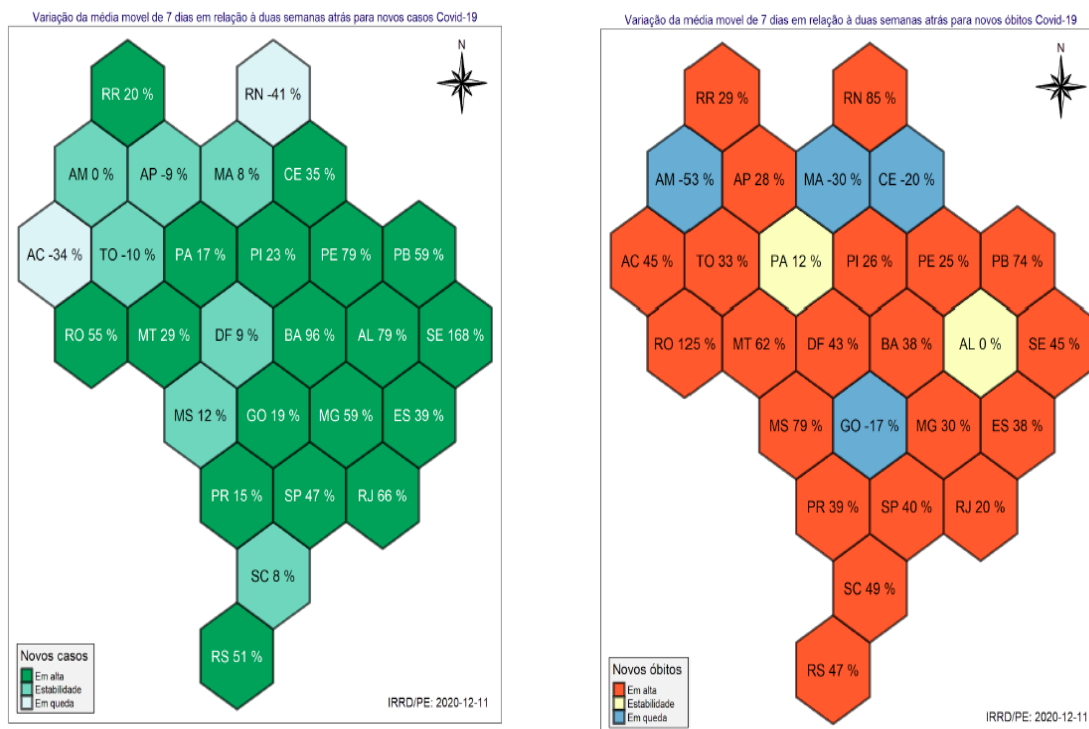 Variação da média movel de 7 dias em relação à duas semanas atrás para novos casos Covid-19
N
RR 20 %
RN -41 %
AM 0 %
AP -9 %
MA 8 %
CE 35 %
AC -34 %
TO -10 %
PA 17 %
PI 23 %
PE 79 %
PB 59 %
RO 55 %
MT 29 %
DF 9 %
BA 96 %
AL 79 %
SE 168 %
MS 12 %
GO 19 %
MG 59 %
ES 39 %
PR 15 %
SP 47 %
RJ 66 %
SC 8 %
RS 51 %
Novos casos
Em alta
Estabilidade
Em queda
IRRD/PE: 2020-12-11
Variação da média movel de 7 dias em relação à duas semanas atrás para novos óbitos Covid-19
N
RR 29 %
RN 85 %
AM -53 %
AP 28 %
MA -30 %
CE -20 %
AC 45 %
TO 33 %
PA 12 %
PI 26 %
PE 25 %
PB 74 %
RO 125 %
MT 62 %
DF 43 %
BA 38 %
AL 0 %
SE 45 %
MS 79 %
GO -17 %
MG 30 %
ES 38 %
PR 39 %
SP 40 %
RJ 20 %
SC 49 %
RS 47 %
Novos óbitos
Em alta
Estabilidade
Em queda
IRRD/PE: 2020-12-11